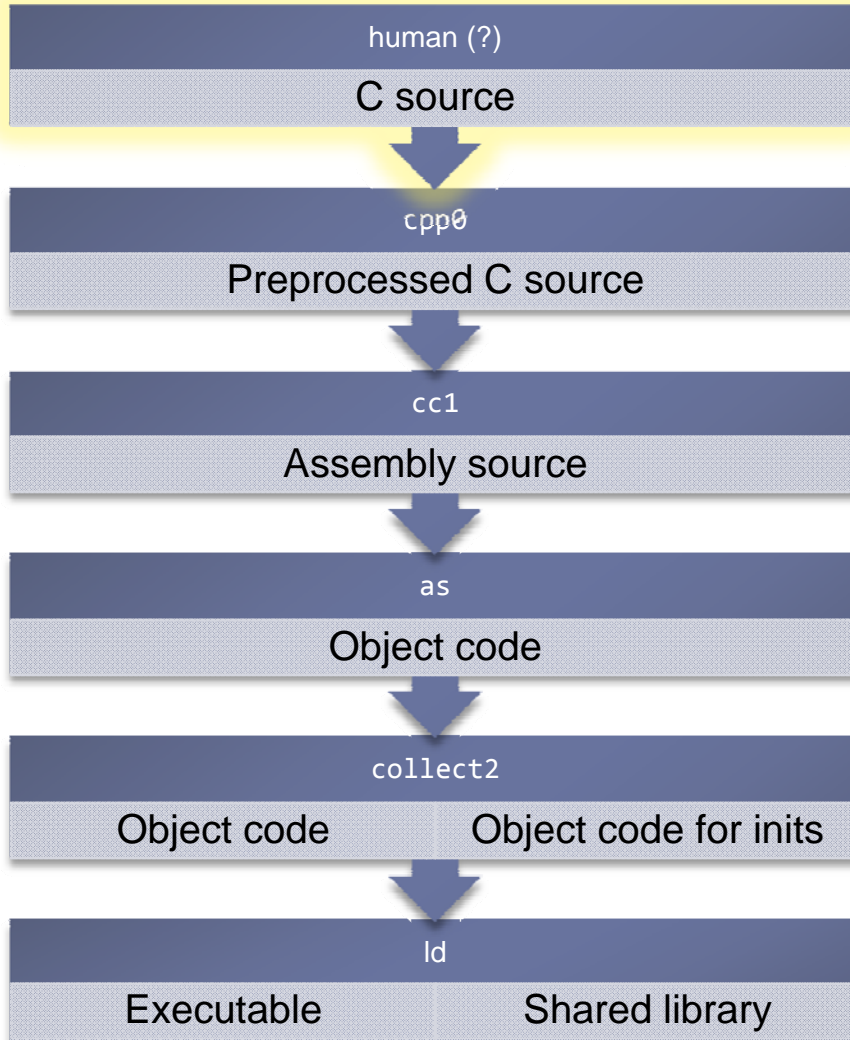 human (?)
C source
cpp0
Preprocessed C source
cc1
Assembly source
as
Object code
collect2
Object code Object code for inits
ld
Executable Shared library